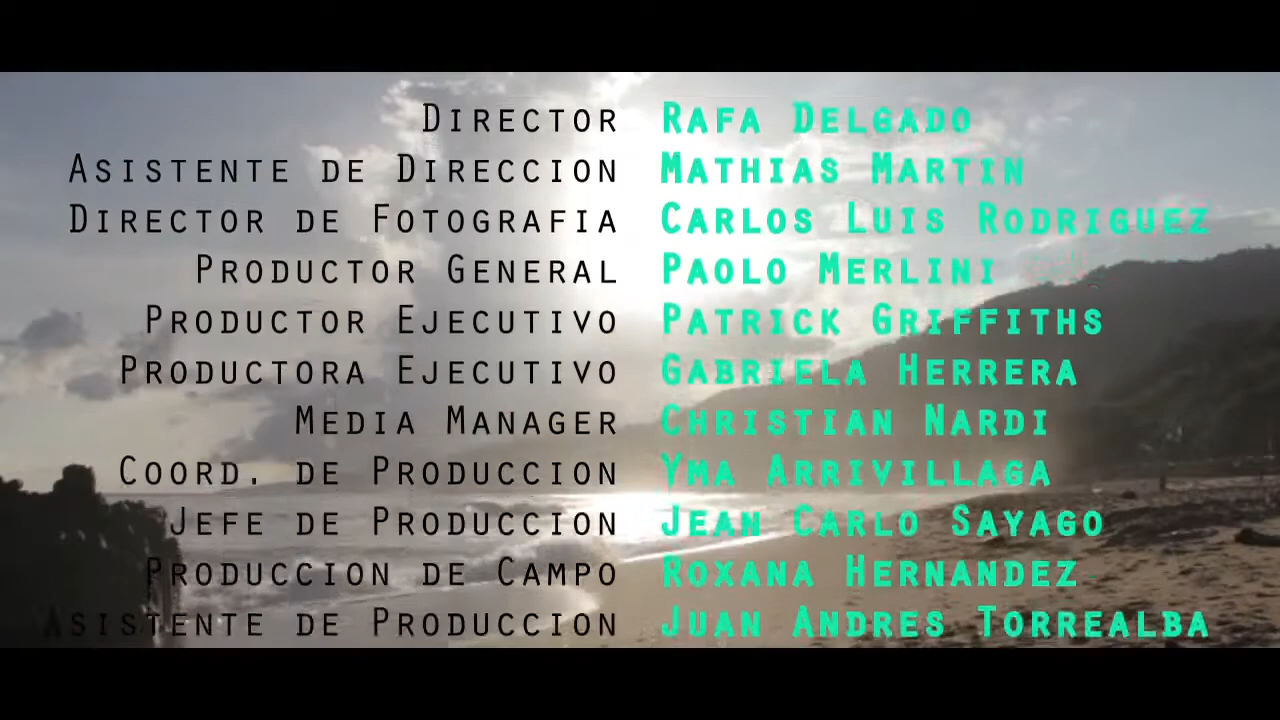 Director Rafa Delgado
Asistente de Direccion Mathias Martin
Director de Fotografia Carlos Luis Rodriguez
Productor General Paolo Merlini
Productor Ejecutivo Patrick Griffiths
Productora Ejecutivo Gabriela Herrera
Media Manager Christian Nardi
Coord. de Produccion Yma Arrivillaga
Jefe de Produccion Jean Carlo Sayago
Produccion de Campo Roxana Hernandez
Asistente de Produccion Juan Andres Torrealba